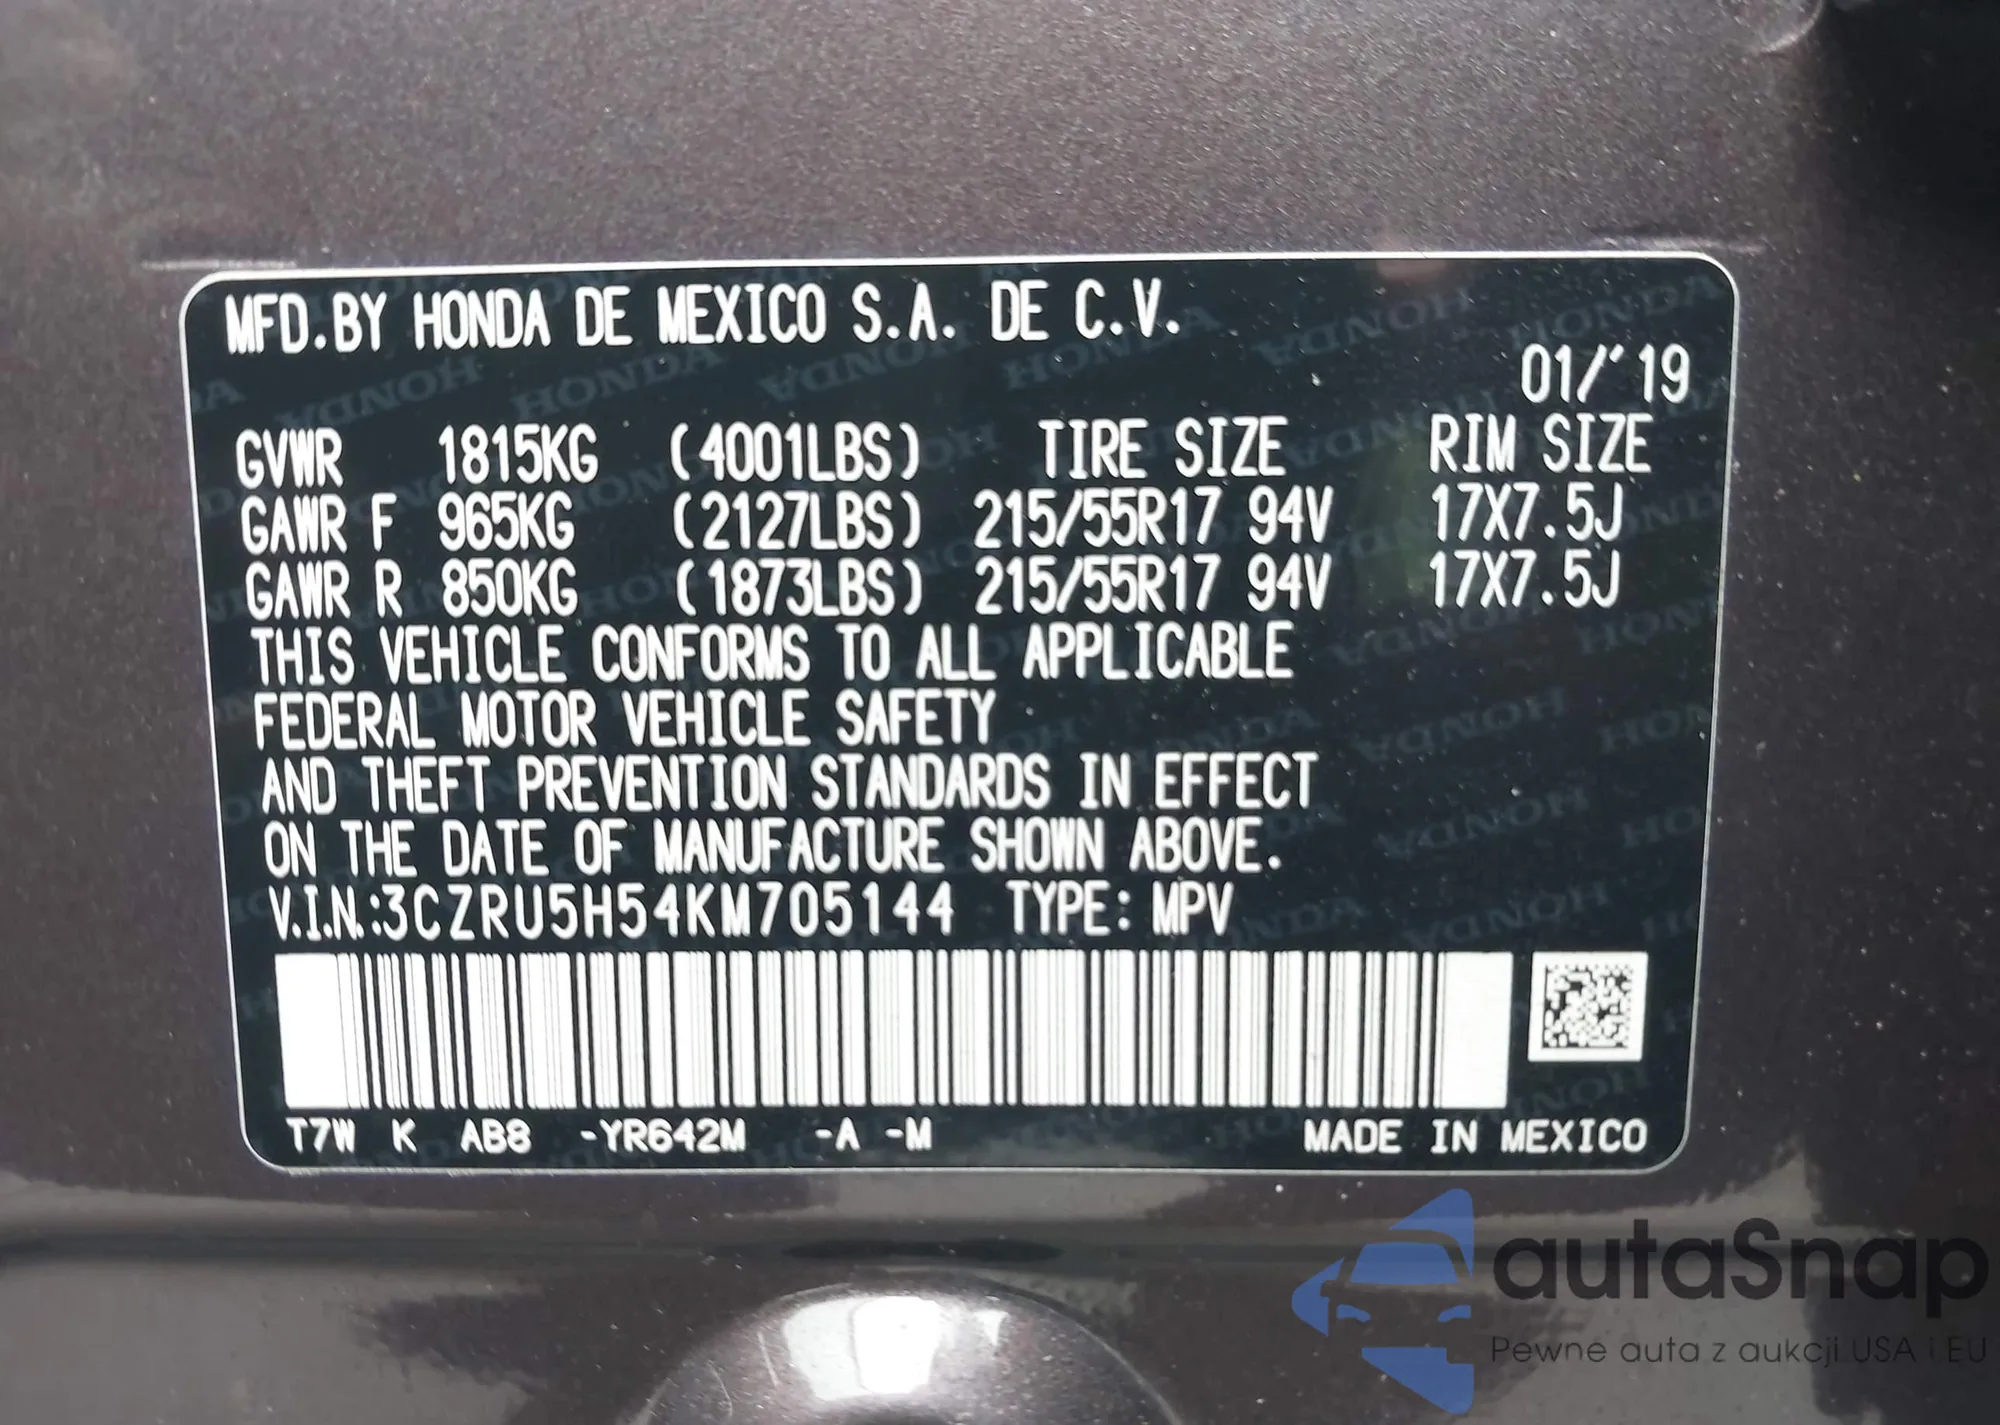 MFD.BY HONDA DE MEXICO S.A. DE C.V.
01/'19
GVWR 1815KG (4001LBS) TIRE SIZE RIM SIZE
GAWR F 965KG (2127LBS) 215/55R17 94V 17X7.5J
GAWR R 850KG (1873LBS) 215/55R17 94V 17X7.5J
THIS VEHICLE CONFORMS TO ALL APPLICABLE
FEDERAL MOTOR VEHICLE SAFETY
AND THEFT PREVENTION STANDARDS IN EFFECT
ON THE DATE OF MANUFACTURE SHOWN ABOVE.
V.I.N.:3CZRU5H54KM705144 TYPE: MPV
T7W K AB8 -YR642M -A -M MADE IN MEXICO
autaSnap
Pewne auta z aukcji USA i EU